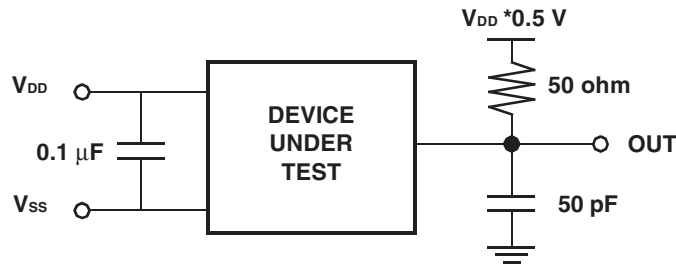 VDD *0.5 V
50 ohm
VDD
DEVICE
UNDER
TEST
0.1 μF
OUT
VSS
50 pF